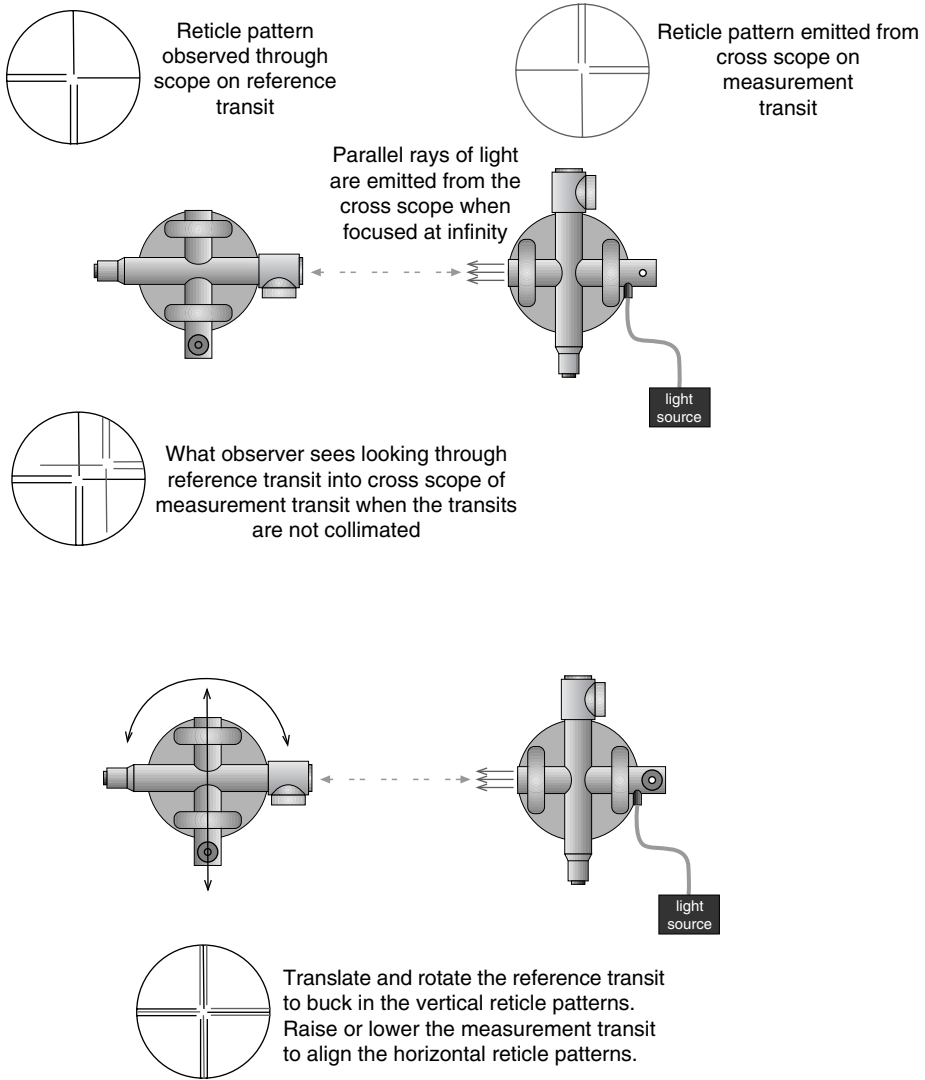 Reticle pattern
observed through
scope on reference
transit
Reticle pattern emitted from
cross scope on
measurement
transit
Parallel rays of light
are emitted from the
cross scope when
focused at infinity
light
source
What observer sees looking through
reference transit into cross scope of
measurement transit when the transits
are not collimated
light
source
Translate and rotate the reference transit
to buck in the vertical reticle patterns.
Raise or lower the measurement transit
to align the horizontal reticle patterns.